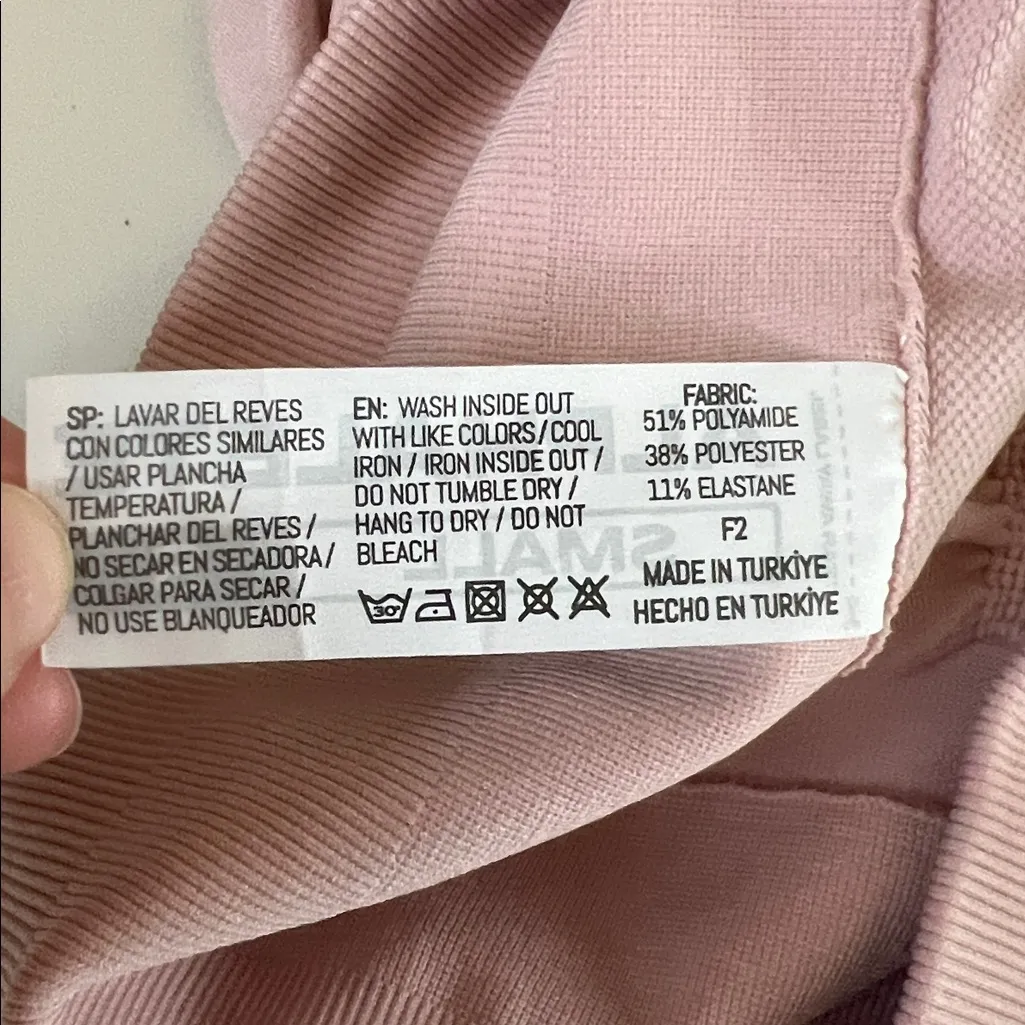 SP: LAVAR DEL REVES
CON COLORES SIMILARES
/ USAR PLANCHA
TEMPERATURA /
PLANCHAR DEL REVES /
NO SECAR EN SECADORA /
COLGAR PARA SECAR /
NO USE BLANQUEADOR
EN: WASH INSIDE OUT
WITH LIKE COLORS / COOL
IRON / IRON INSIDE OUT /
DO NOT TUMBLE DRY /
HANG TO DRY / DO NOT
BLEACH
30°
FABRIC:
51% POLYAMIDE
38% POLYESTER
11% ELASTANE
F2
MADE IN TURKİYE
HECHO EN TURKİYE
SMALL